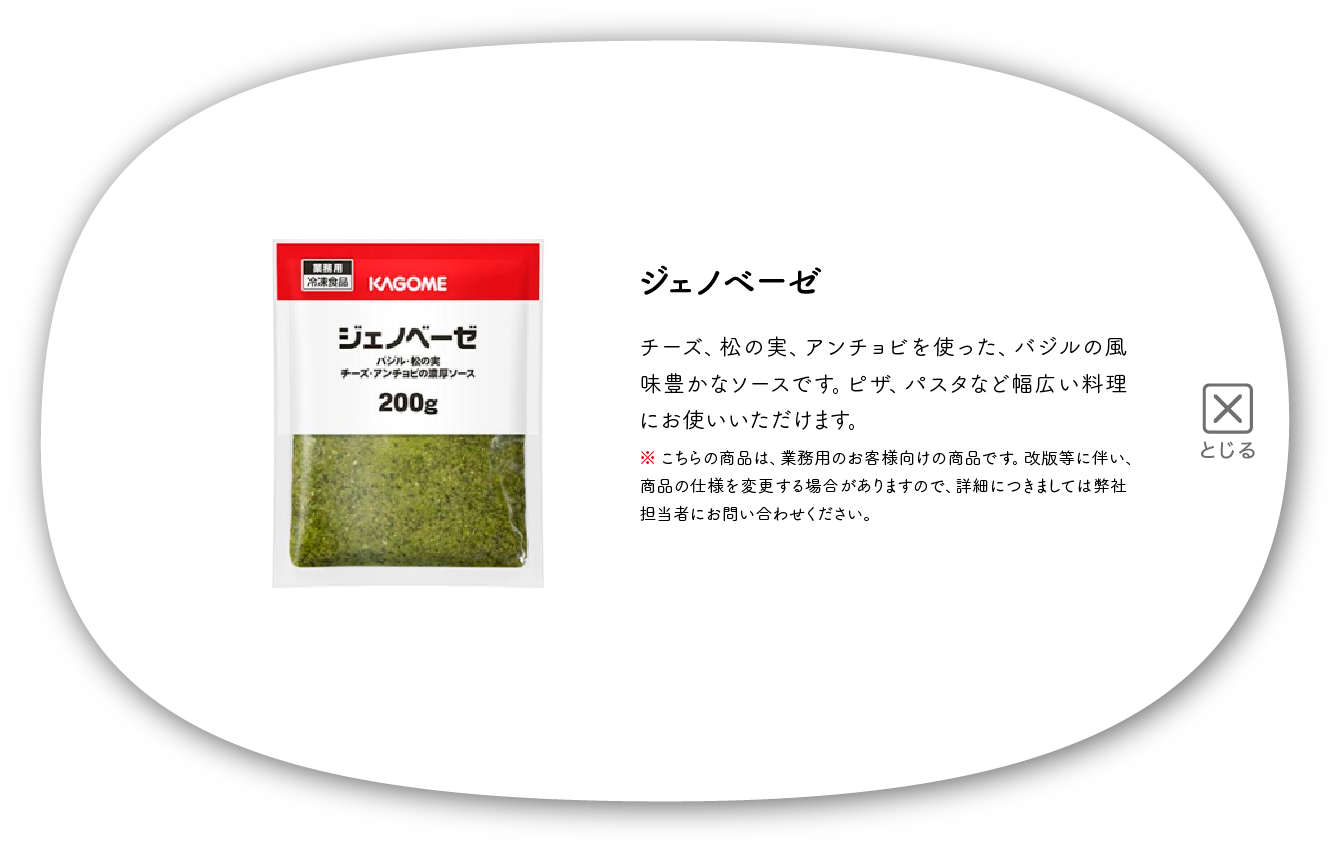 業務用
冷凍食品
KAGOME
ジェノベーゼ
バジル・松の実
チーズ・アンチョビの濃厚ソース
200g
ジェノベーゼ
チーズ、松の実、アンチョビを使った、バジルの風
味豊かなソースです。ピザ、パスタなど幅広い料理
にお使いいただけます。
※ こちらの商品は、業務用のお客様向けの商品です。改版等に伴い、
商品の仕様を変更する場合がありますので、詳細につきましては弊社
担当者にお問い合わせください。
とじる